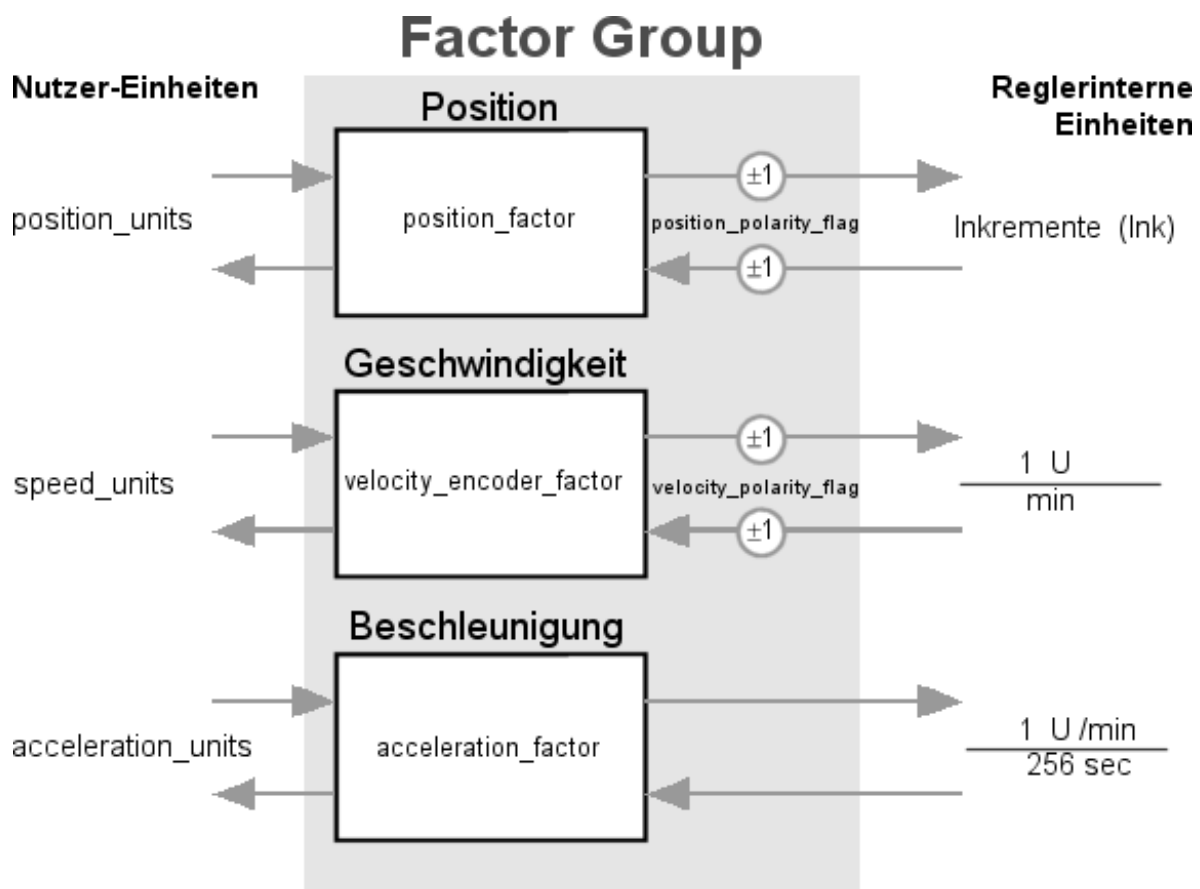 Factor Group
Nutzer-Einheiten
Reglerinterne
Einheiten
Position
±1
position_units
position_factor
position_polarity_flag
Inkremente (Ink)
±1
Geschwindigkeit
±1
speed_units
velocity_encoder_factor
velocity_polarity_flag
1 U
min
±1
Beschleunigung
acceleration_units
acceleration_factor
1 U /min
256 sec